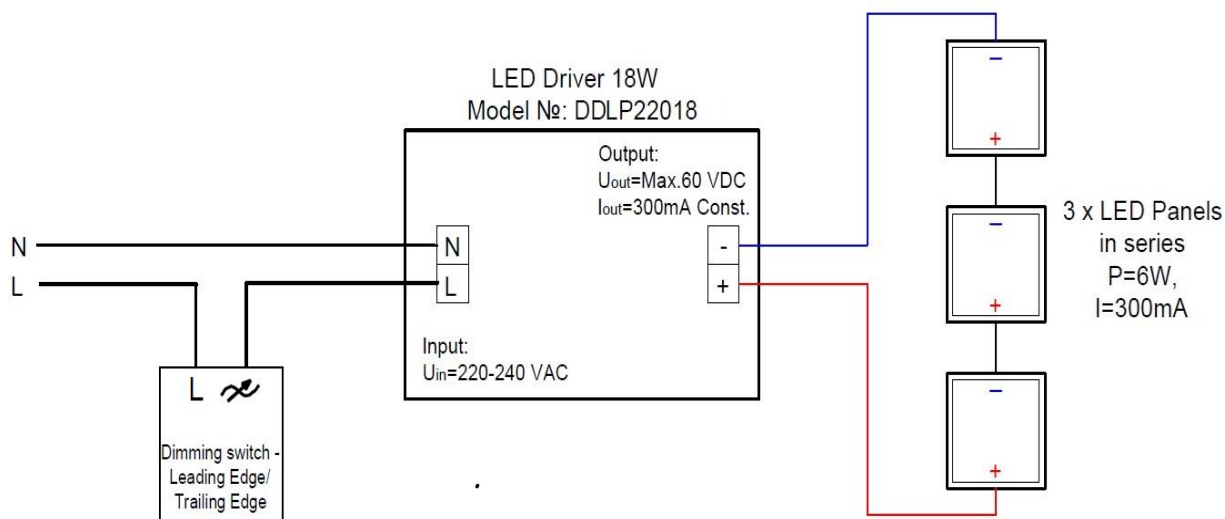 LED Driver 18W
Model №: DDLP22018
Output:
Uout=Max.60 VDC
Iout=300mA Const.
N
L
N
L
-
+
Input:
Uin=220-240 VAC
L
Dimming switch -
Leading Edge/
Trailing Edge
−
+
−
+
−
+
3 x LED Panels
in series
P=6W,
I=300mA